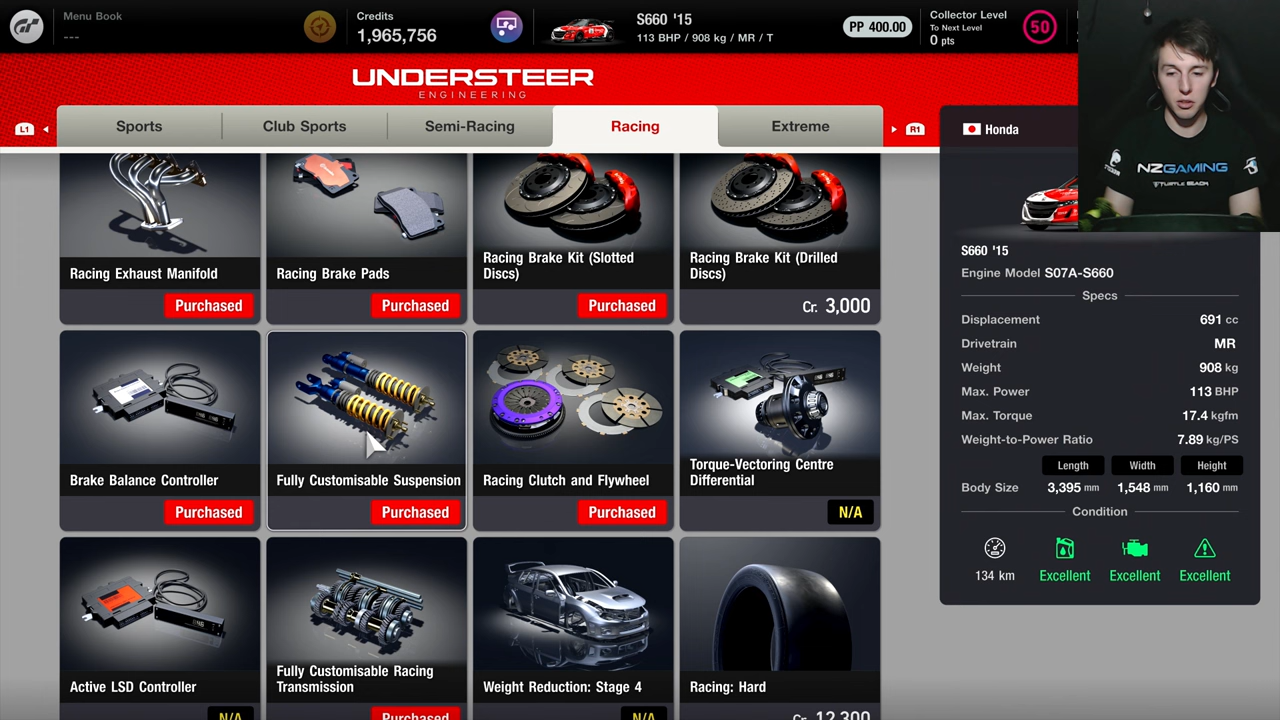 GT
Menu Book
---
Credits
1,965,756
S660 '15
113 BHP / 908 kg / MR / T
PP 400.00
Collector Level
To Next Level
0 pts
50
UNDERSTEER
ENGINEERING
L1
Sports
Club Sports
Semi-Racing
Racing
Extreme
R1
Honda
NZGAMING
TURTLE BEACH
Racing Exhaust Manifold
Purchased
Racing Brake Pads
Purchased
Racing Brake Kit (Slotted
Discs)
Purchased
Racing Brake Kit (Drilled
Discs)
Cr. 3,000
Brake Balance Controller
Purchased
Fully Customisable Suspension
Purchased
Racing Clutch and Flywheel
Purchased
Torque-Vectoring Centre
Differential
N/A
Active LSD Controller
N/A
Fully Customisable Racing
Transmission
Purchased
Weight Reduction: Stage 4
N/A
Racing: Hard
Cr. 12,300
S660 '15
Engine Model S07A-S660
Specs
Displacement 691 cc
Drivetrain MR
Weight 908 kg
Max. Power 113 BHP
Max. Torque 17.4 kgfm
Weight-to-Power Ratio 7.89 kg/PS
Length Width Height
Body Size 3,395 mm 1,548 mm 1,160 mm
Condition
134 km Excellent Excellent Excellent